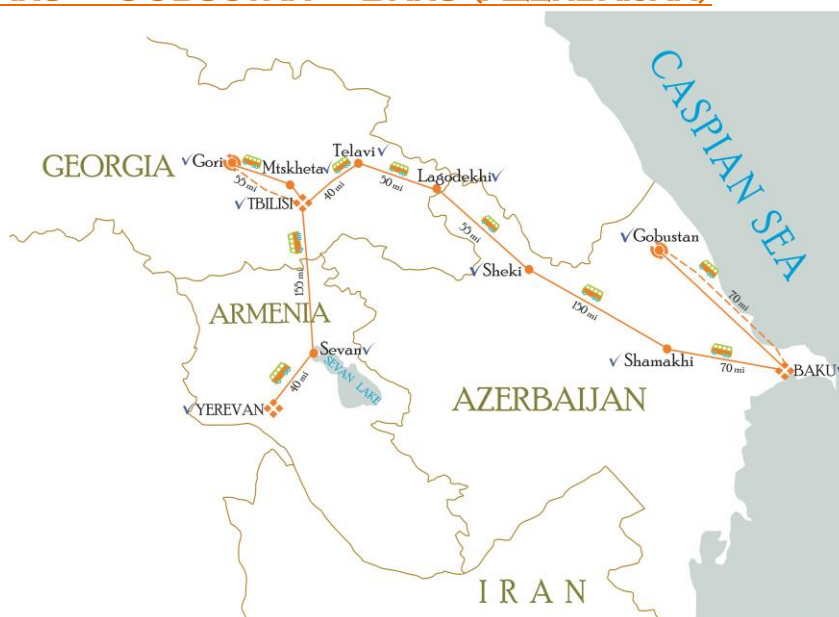 CASPIAN SEA
GEORGIA
Gori
Mtskheta
Telavi
Lagodekhi
55 mi
TBILISI
40 mi
50 mi
55 mi
Gobustan
Sheki
155 mi
150 mi
70 mi
ARMENIA
Sevan
SEVAN LAKE
40 mi
YEREVAN
Shamakhi
70 mi
BAKU
AZERBAIJAN
IRAN